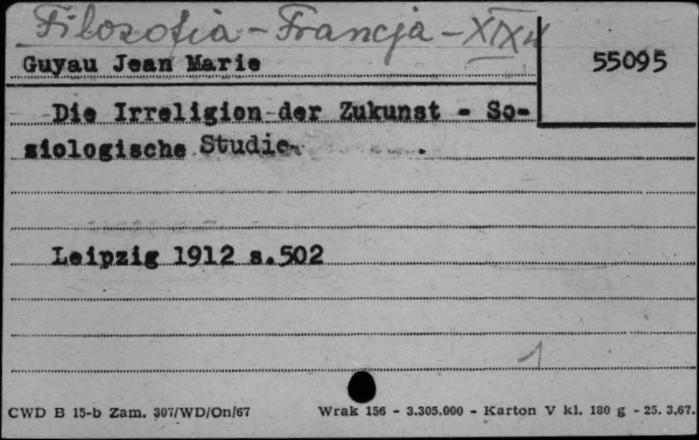 Filozofia - Francja - XIX w
Guyau Jean Marie
55095
Die Irreligion der Zukunst - So-
ziologische Studie
Leipzig 1912 s.502
1
CWD B 15-b Zam. 307/WD/On/67 Wrak 156 - 3.305.000 - Karton V kl. 180 g - 25. 3.67.